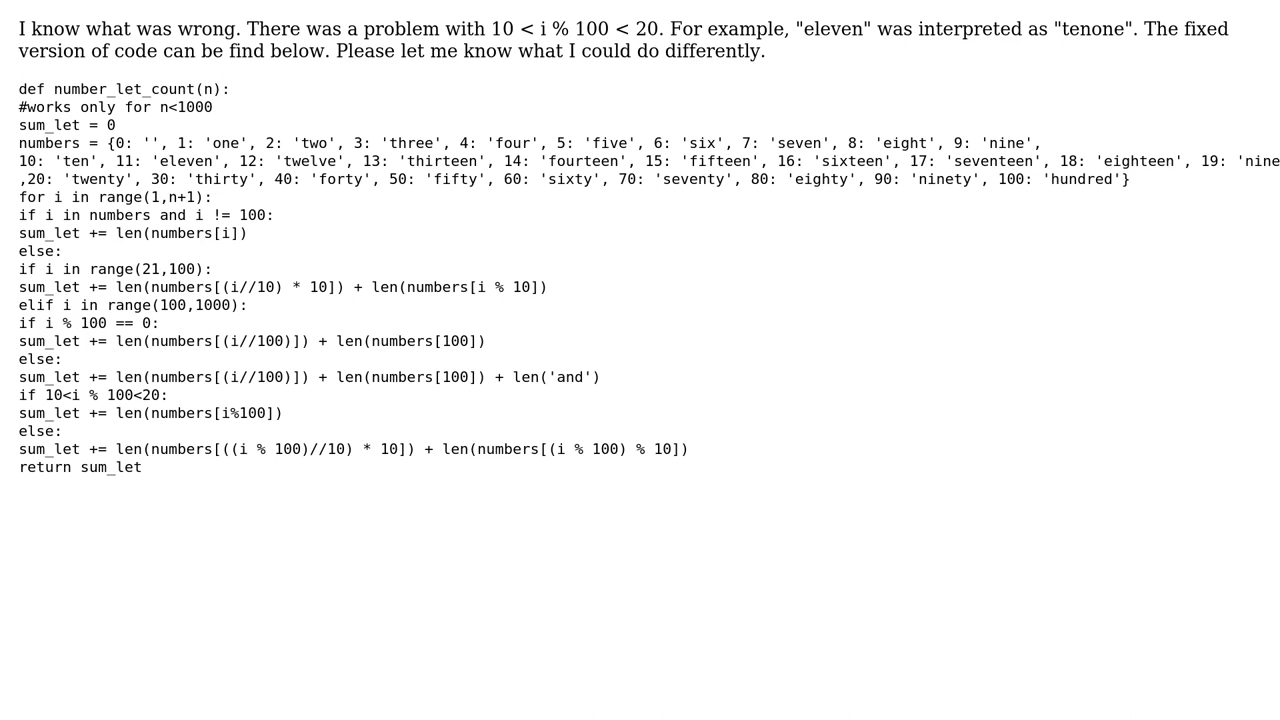 I know what was wrong. There was a problem with 10 < i % 100 < 20. For example, "eleven" was interpreted as "tenone". The fixed
version of code can be find below. Please let me know what I could do differently.
def number_let_count(n):
#works only for n<1000
sum_let = 0
numbers = {0: '', 1: 'one', 2: 'two', 3: 'three', 4: 'four', 5: 'five', 6: 'six', 7: 'seven', 8: 'eight', 9: 'nine',
10: 'ten', 11: 'eleven', 12: 'twelve', 13: 'thirteen', 14: 'fourteen', 15: 'fifteen', 16: 'sixteen', 17: 'seventeen', 18: 'eighteen', 19: 'nine
,20: 'twenty', 30: 'thirty', 40: 'forty', 50: 'fifty', 60: 'sixty', 70: 'seventy', 80: 'eighty', 90: 'ninety', 100: 'hundred'}
for i in range(1,n+1):
if i in numbers and i != 100:
sum_let += len(numbers[i])
else:
if i in range(21,100):
sum_let += len(numbers[(i//10) * 10]) + len(numbers[i % 10])
elif i in range(100,1000):
if i % 100 == 0:
sum_let += len(numbers[(i//100)]) + len(numbers[100])
else:
sum_let += len(numbers[(i//100)]) + len(numbers[100]) + len('and')
if 10<i % 100<20:
sum_let += len(numbers[i%100])
else:
sum_let += len(numbers[((i % 100)//10) * 10]) + len(numbers[(i % 100) % 10])
return sum_let